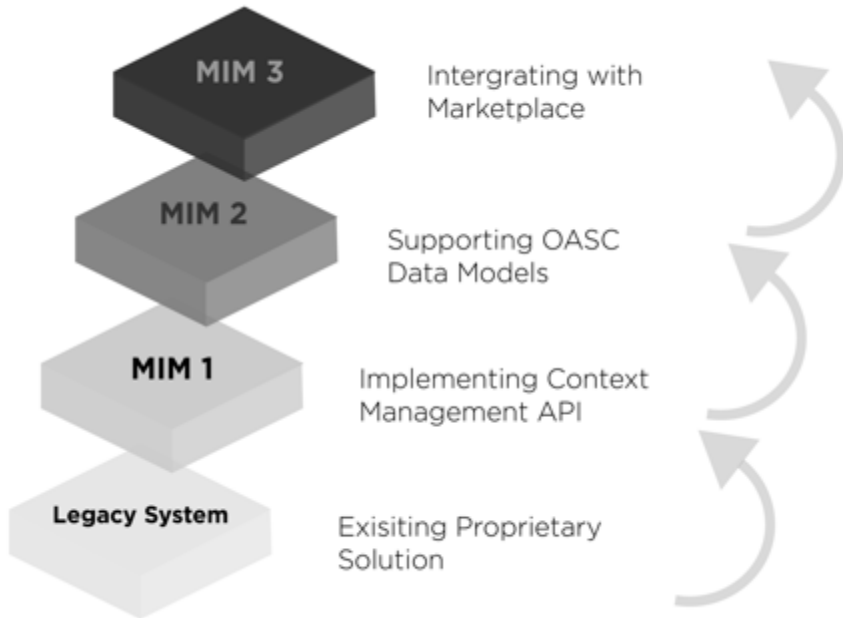 MIM 3
Intergrating with
Marketplace
MIM 2
Supporting OASC
Data Models
MIM 1
Implementing Context
Management API
Legacy System
Exisiting Proprietary
Solution